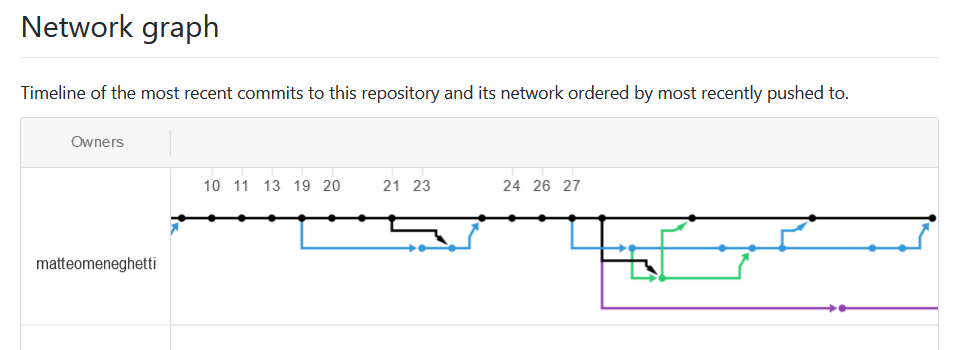 Network graph
Timeline of the most recent commits to this repository and its network ordered by most recently pushed to.
Owners
10 11 13 19 20 21 23 24 26 27
matteomeneghetti